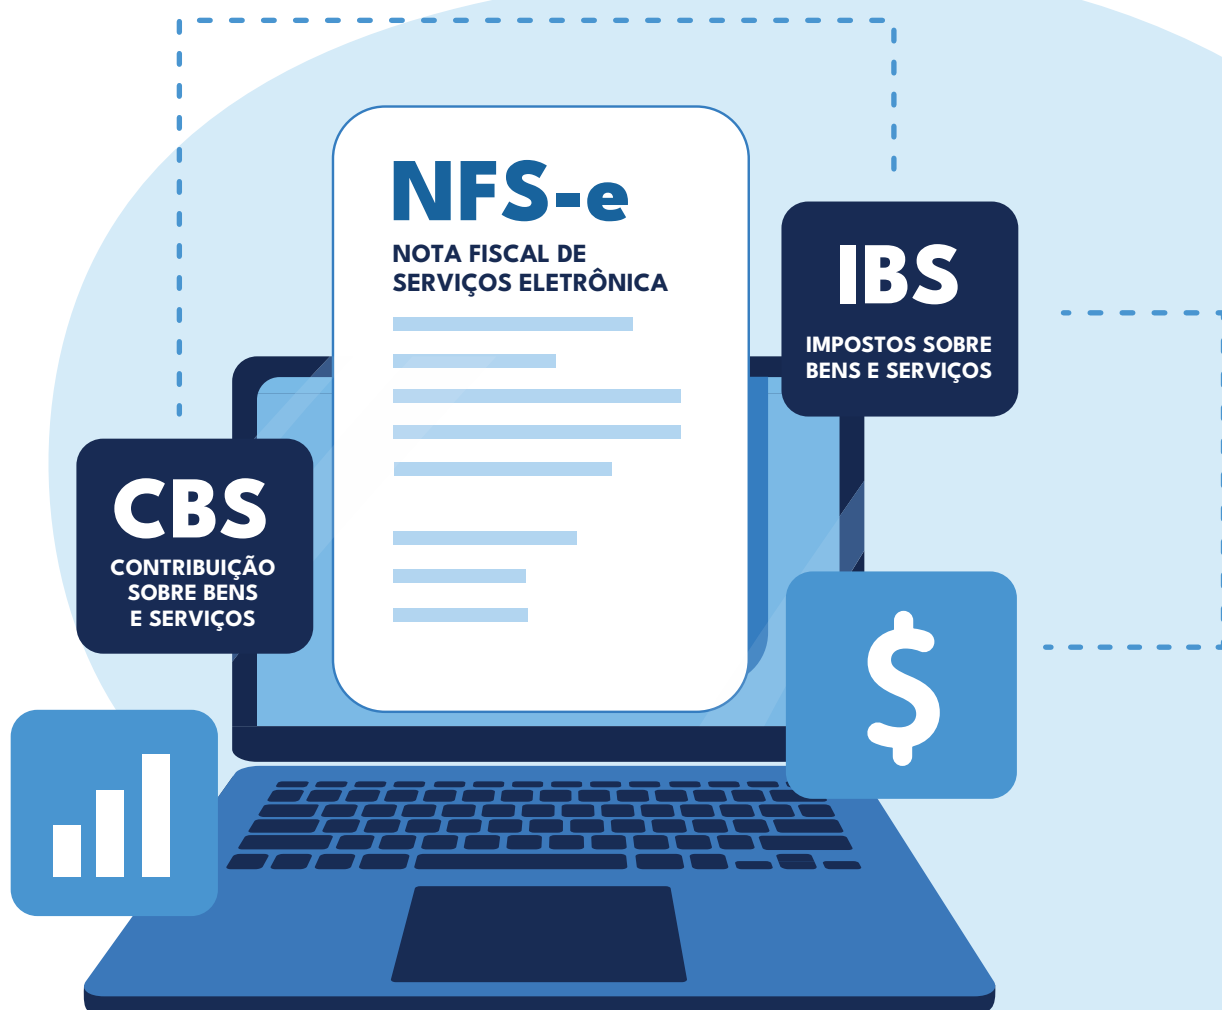 NFS-e
NOTA FISCAL DE
SERVIÇOS ELETRÔNICA
IBS
IMPOSTOS SOBRE
BENS E SERVIÇOS
CBS
CONTRIBUIÇÃO
SOBRE BENS
E SERVIÇOS
$